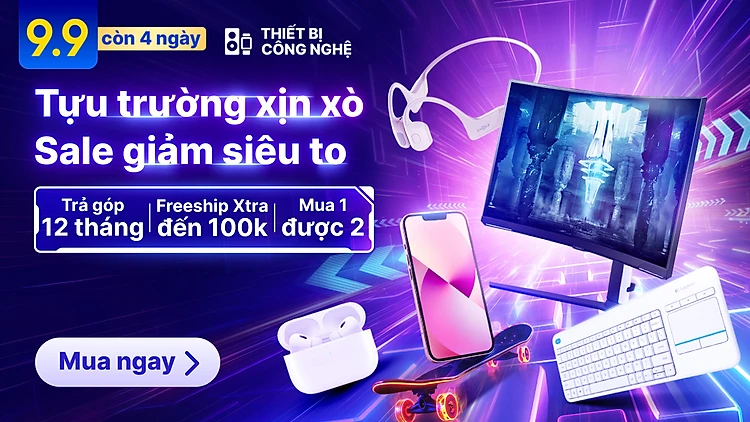 9.9
còn 4 ngày
THIẾT BỊ
CÔNG NGHỆ
Tựu trường xịn xò
Sale giảm siêu to
Trả góp
12 tháng
Freeship Xtra
đến 100k
Mua 1
được 2
Mua ngay